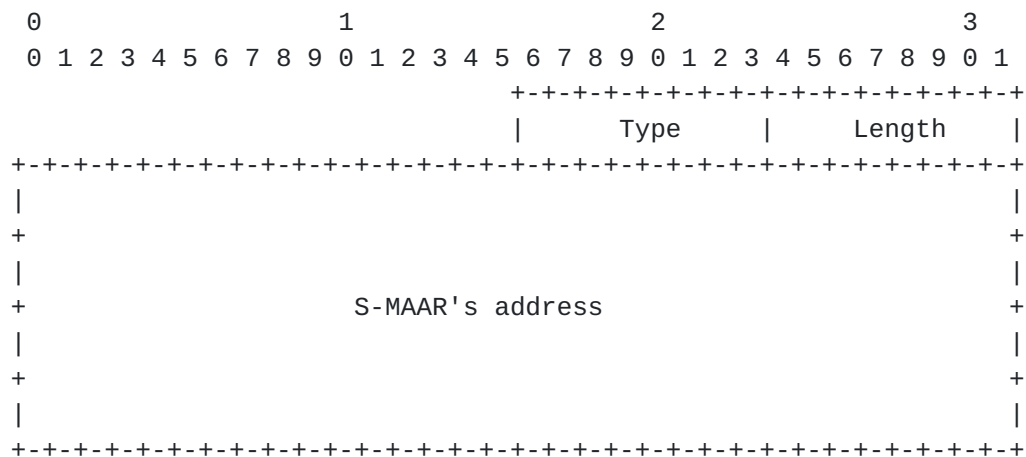 0                   1                   2                   3
 0 1 2 3 4 5 6 7 8 9 0 1 2 3 4 5 6 7 8 9 0 1 2 3 4 5 6 7 8 9 0 1
                                +-+-+-+-+-+-+-+-+-+-+-+-+-+-+-+-+
                                |      Type     |     Length    |
+-+-+-+-+-+-+-+-+-+-+-+-+-+-+-+-+-+-+-+-+-+-+-+-+-+-+-+-+-+-+-+-+
|                                                               |
+                                                               +
|                                                               |
+                     S-MAAR's address                          +
|                                                               |
+                                                               +
|                                                               |
+-+-+-+-+-+-+-+-+-+-+-+-+-+-+-+-+-+-+-+-+-+-+-+-+-+-+-+-+-+-+-+-+